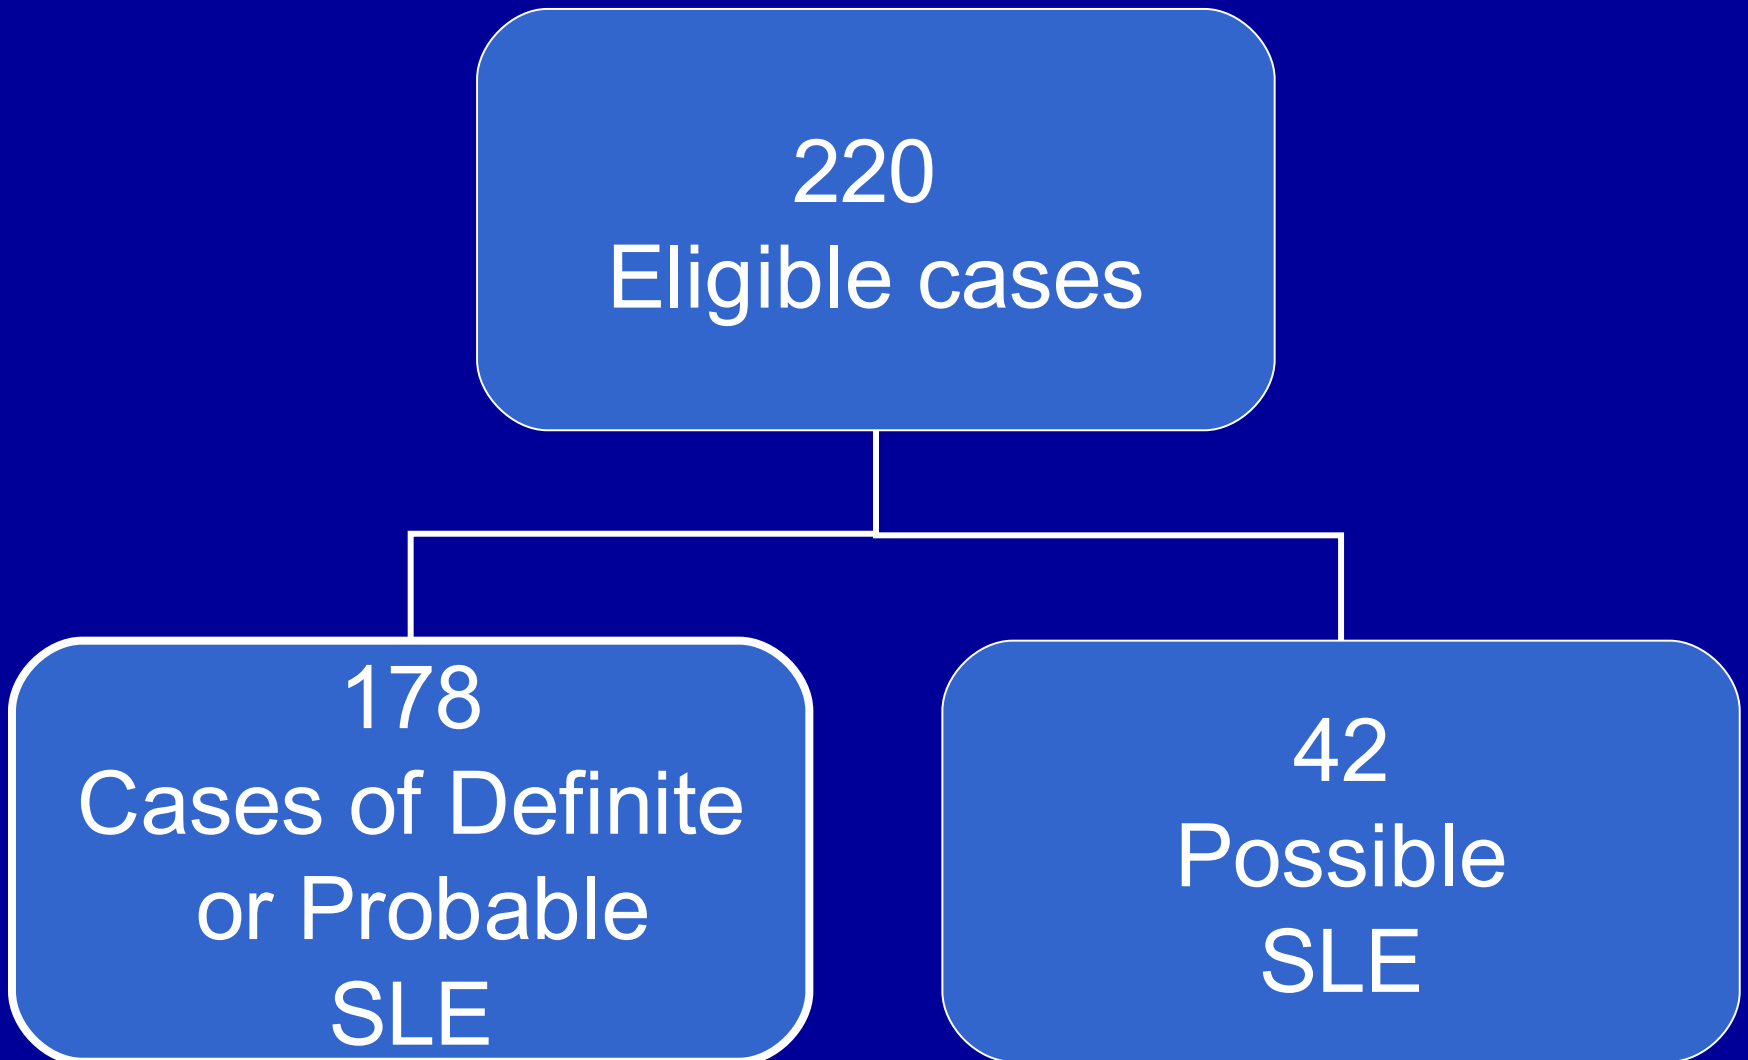 220
Eligible cases
178
Cases of Definite
or Probable
SLE
42
Possible
SLE